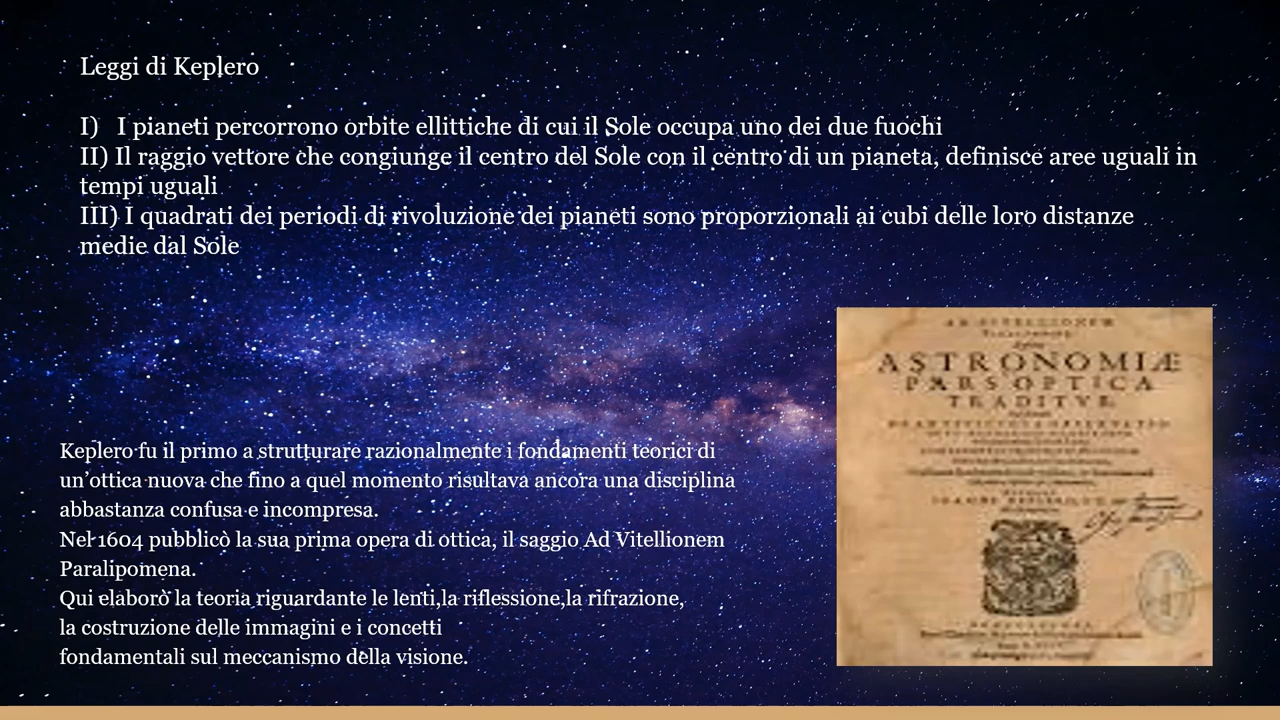 Leggi di Keplero
I) I pianeti percorrono orbite ellittiche di cui il Sole occupa uno dei due fuochi
II) Il raggio vettore che congiunge il centro del Sole con il centro di un pianeta, definisce aree uguali in
tempi uguali
III) I quadrati dei periodi di rivoluzione dei pianeti sono proporzionali ai cubi delle loro distanze
medie dal Sole
Keplero fu il primo a strutturare razionalmente i fondamenti teorici di
un'ottica nuova che fino a quel momento risultava ancora una disciplina
abbastanza confusa e incompresa.
Nel 1604 pubblicò la sua prima opera di ottica, il saggio Ad Vitellionem
Paralipomena.
Qui elaborò la teoria riguardante le lenti,la riflessione,la rifrazione,
la costruzione delle immagini e i concetti
fondamentali sul meccanismo della visione.
AD VITELLIONEM
ASTRONOMIÆ
PARS OPTICA
TRADITVR